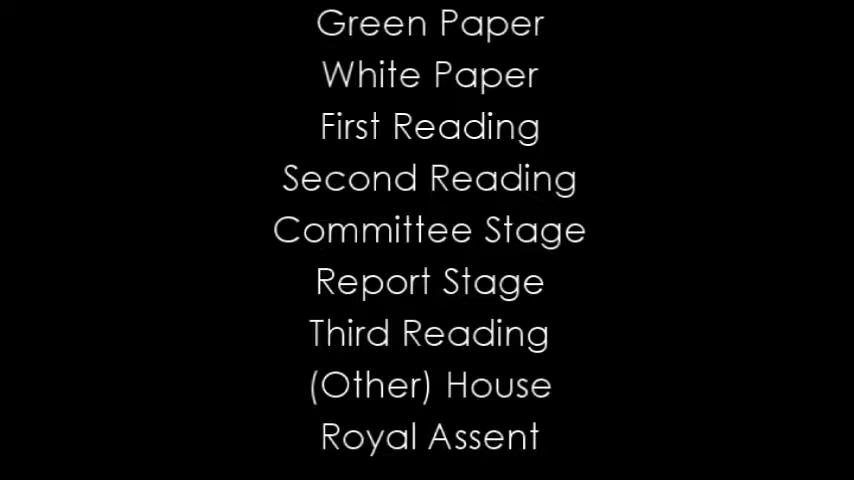 Green Paper
White Paper
First Reading
Second Reading
Committee Stage
Report Stage
Third Reading
(Other) House
Royal Assent